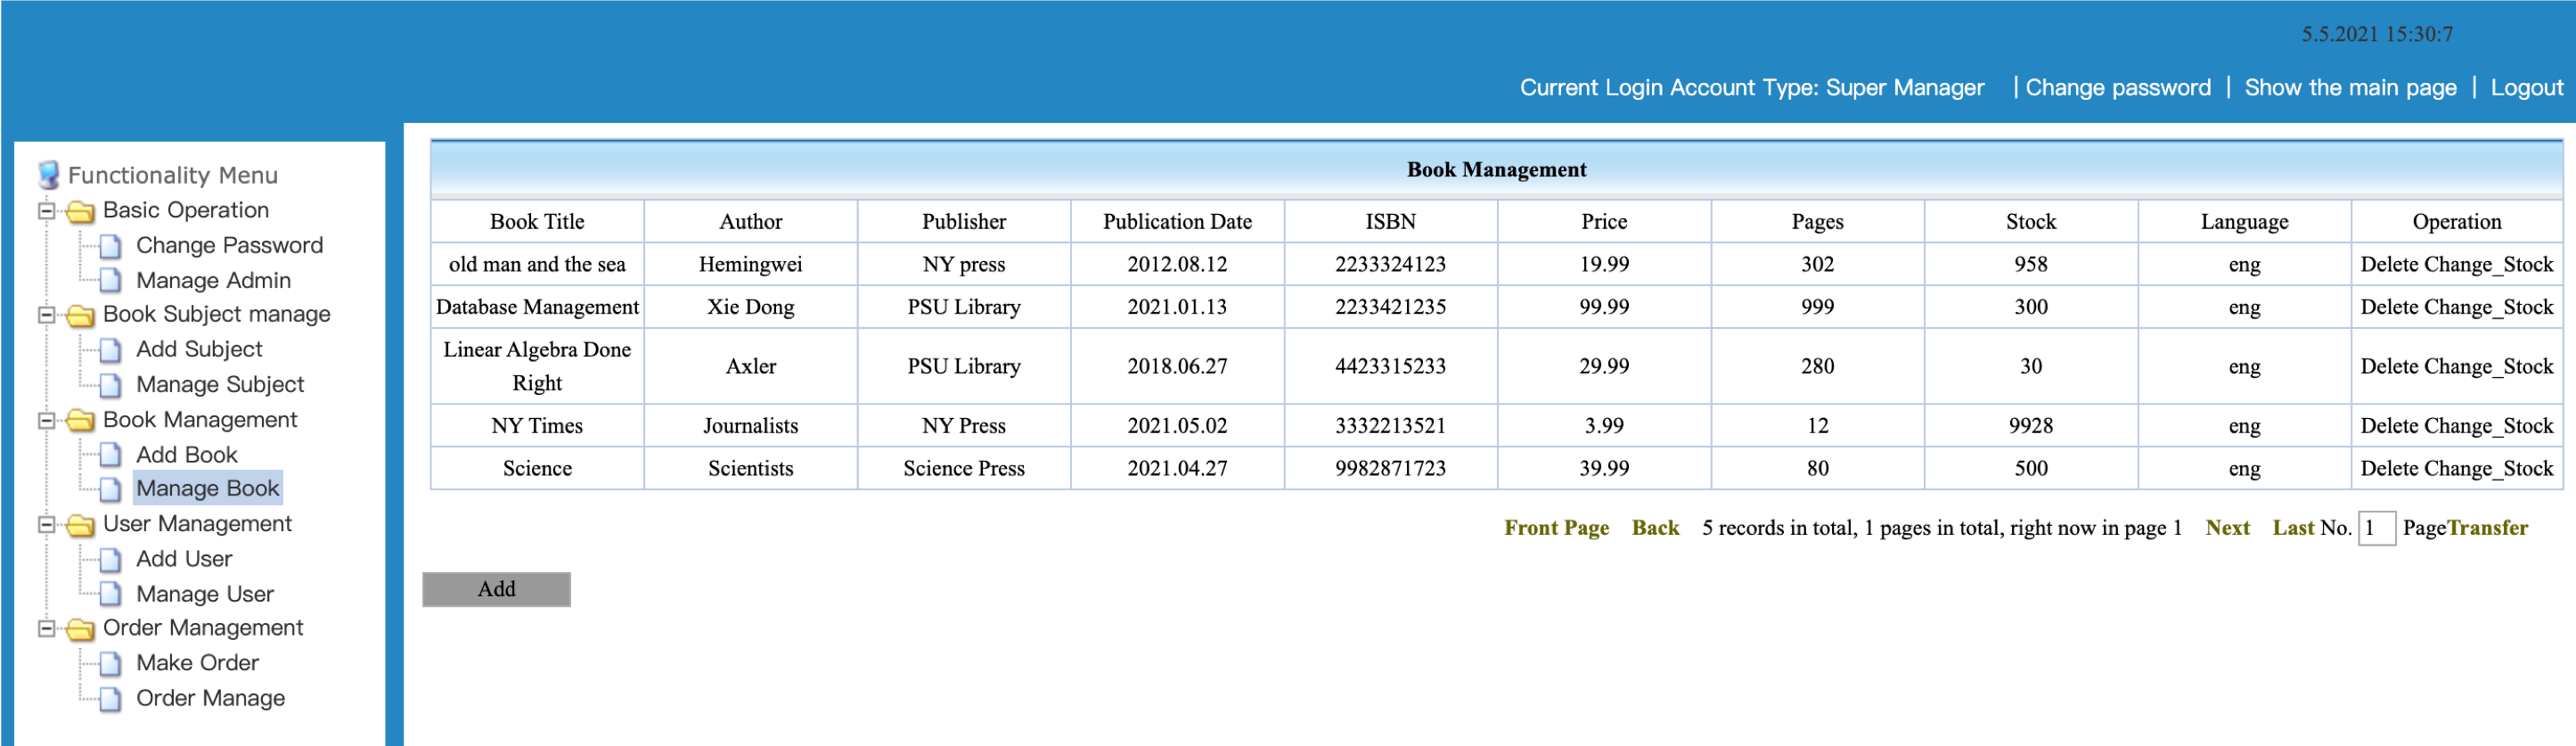 5.5.2021 15:30:7
Current Login Account Type: Super Manager | Change password | Show the main page | Logout
Functionality Menu
Basic Operation
Change Password
Manage Admin
Book Subject manage
Add Subject
Manage Subject
Book Management
Add Book
Manage Book
User Management
Add User
Manage User
Order Management
Make Order
Order Manage
Book Management
Book Title Author Publisher Publication Date ISBN Price Pages Stock Language Operation
old man and the sea Hemingwei NY press 2012.08.12 2233324123 19.99 302 958 eng Delete Change_Stock
Database Management Xie Dong PSU Library 2021.01.13 2233421235 99.99 999 300 eng Delete Change_Stock
Linear Algebra Done
Right Axler PSU Library 2018.06.27 4423315233 29.99 280 30 eng Delete Change_Stock
NY Times Journalists NY Press 2021.05.02 3332213521 3.99 12 9928 eng Delete Change_Stock
Science Scientists Science Press 2021.04.27 9982871723 39.99 80 500 eng Delete Change_Stock
Front Page Back 5 records in total, 1 pages in total, right now in page 1 Next Last No. 1 PageTransfer
Add